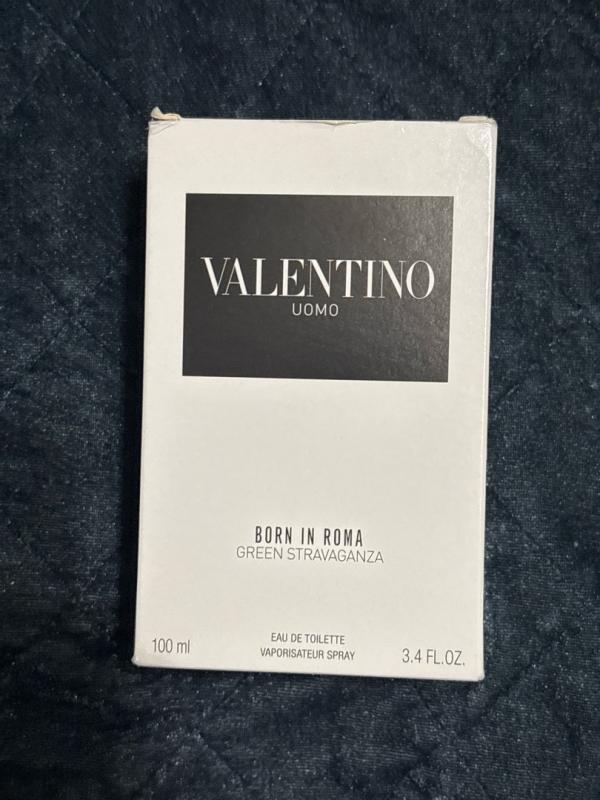 VALENTINO
UOMO
BORN IN ROMA
GREEN STRAVAGANZA
EAU DE TOILETTE
VAPORISATEUR SPRAY
100 ml
3.4 FL.OZ.